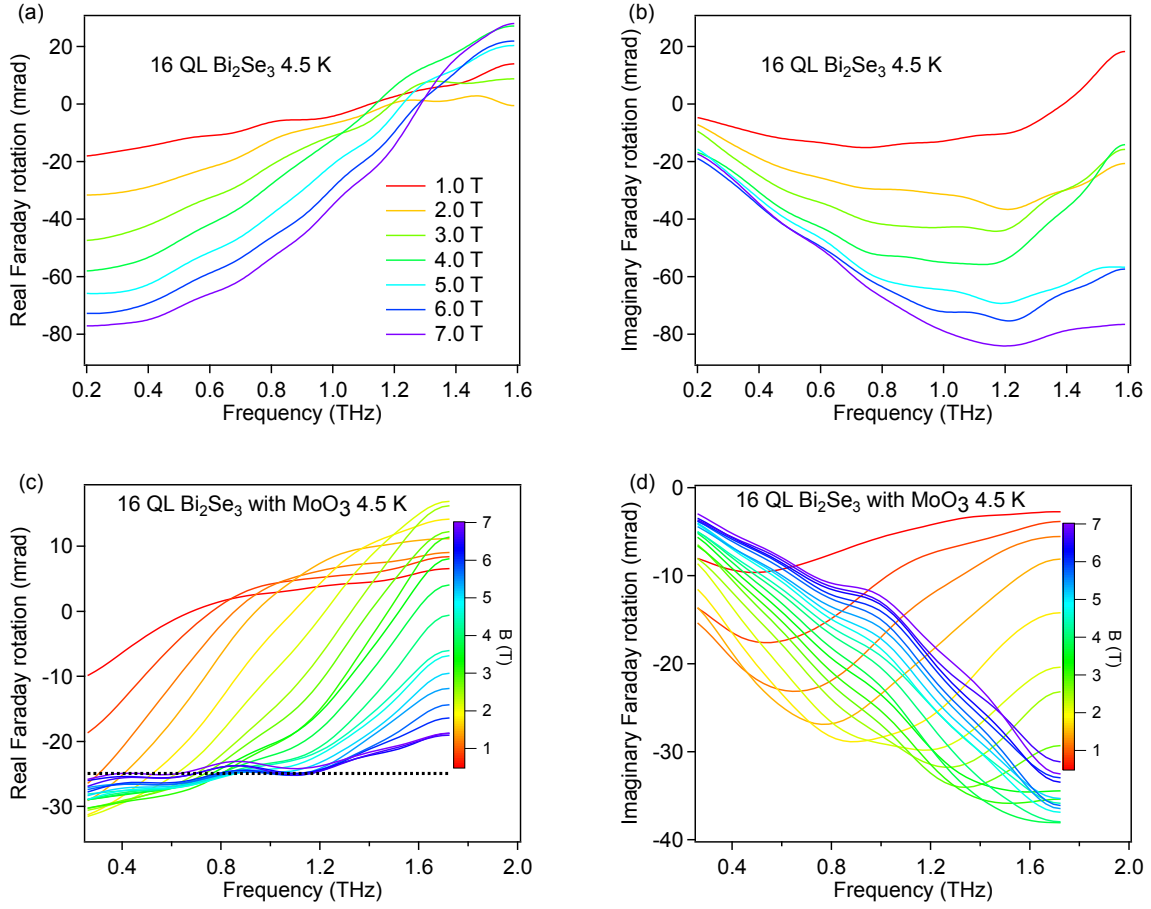 (a)
Real Faraday rotation (mrad)
20
0
-20
-40
-60
-80
16 QL Bi2Se3 4.5 K
1.0 T
2.0 T
3.0 T
4.0 T
5.0 T
6.0 T
7.0 T
0.2 0.4 0.6 0.8 1.0 1.2 1.4 1.6
Frequency (THz)
(b)
Imaginary Faraday rotation (mrad)
20
0
-20
-40
-60
-80
16 QL Bi2Se3 4.5 K
0.2 0.4 0.6 0.8 1.0 1.2 1.4 1.6
Frequency (THz)
(c)
Real Faraday rotation (mrad)
10
0
-10
-20
-30
16 QL Bi2Se3 with MoO3 4.5 K
7
6
5
4
3
2
1
B (T)
0.4 0.8 1.2 1.6 2.0
Frequency (THz)
(d)
Imaginary Faraday rotation (mrad)
0
-10
-20
-30
-40
16 QL Bi2Se3 with MoO3 4.5 K
7
6
5
4
3
2
1
B (T)
0.4 0.8 1.2 1.6 2.0
Frequency (THz)